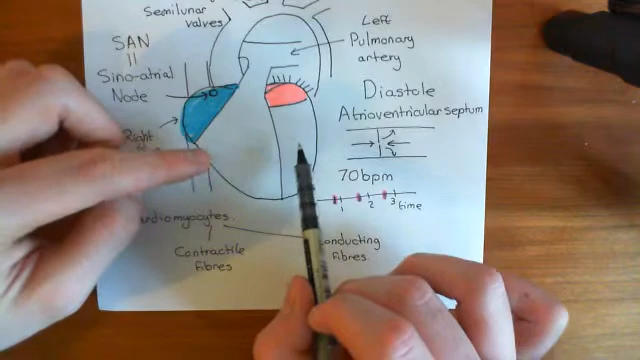 Semilunar
valves
SAN
=
Sino-atrial
Node
Right
Left
Pulmonary
artery
Diastole
Atrioventricular septum
70bpm
1 2 3 time
Contractile
fibres
fibres.